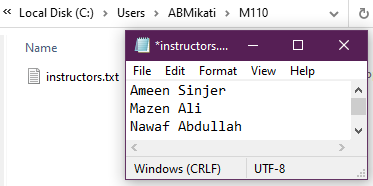 « Local Disk (C:) > Users > ABMikati > M110
Name
instructors.txt
*instructors....
File Edit Format View Help
Ameen Sinjer
Mazen Ali
Nawaf Abdullah
Windows (CRLF) UTF-8